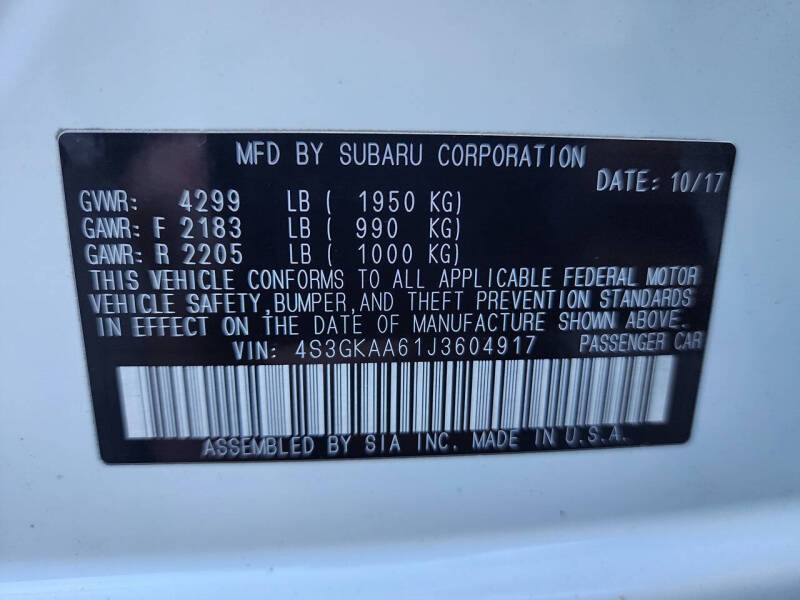 MFD BY SUBARU CORPORATION
DATE: 10/17
GVWR: 4299 LB ( 1950 KG)
GAWR: F 2183 LB ( 990 KG)
GAWR: R 2205 LB ( 1000 KG)
THIS VEHICLE CONFORMS TO ALL APPLICABLE FEDERAL MOTOR
VEHICLE SAFETY, BUMPER, AND THEFT PREVENTION STANDARDS
IN EFFECT ON THE DATE OF MANUFACTURE SHOWN ABOVE.
VIN: 4S3GKAA61J3604917 PASSENGER CAR
ASSEMBLED BY SIA INC. MADE IN U.S.A.